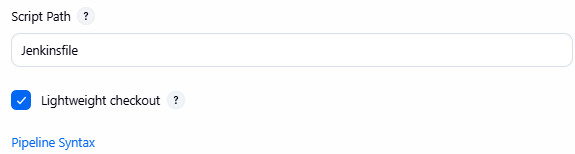 Script Path ?
Jenkinsfile
Lightweight checkout ?
Pipeline Syntax